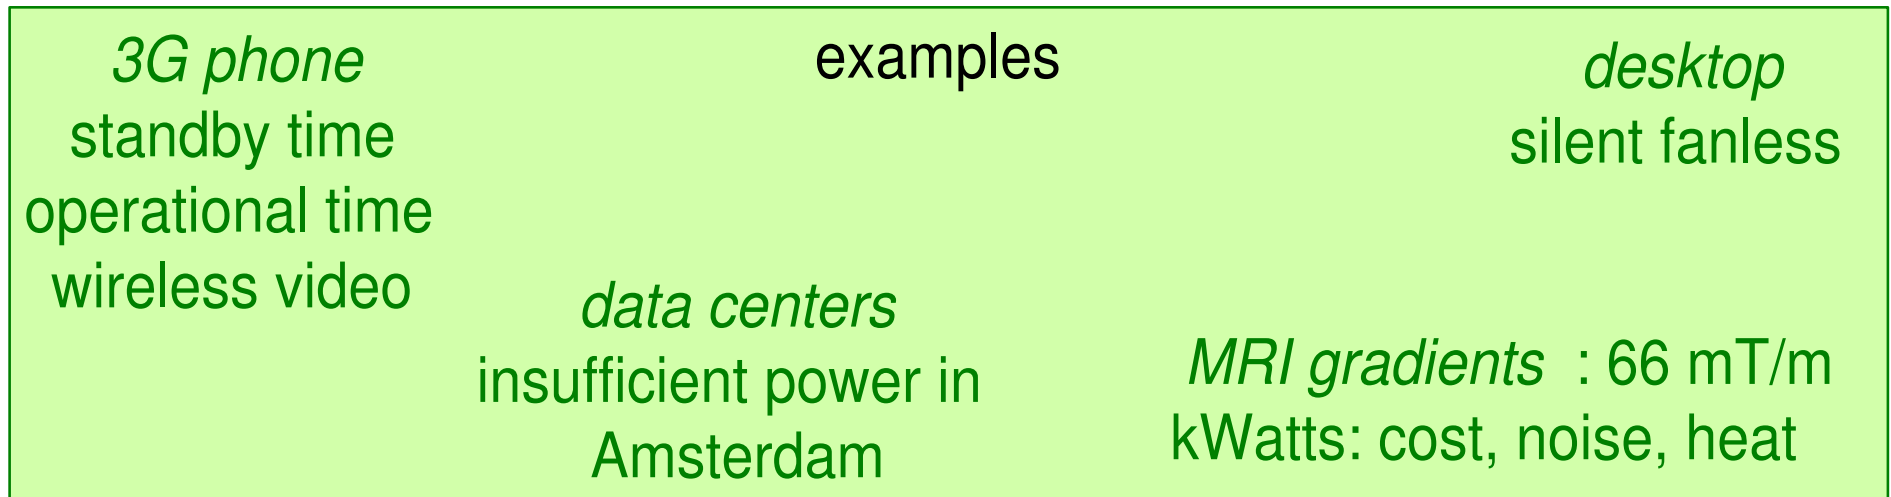 examples
3G phone
standby time
operational time
wireless video
desktop
silent fanless
data centers
insufficient power in
Amsterdam
MRI gradients : 66 mT/m
kWatts: cost, noise, heat